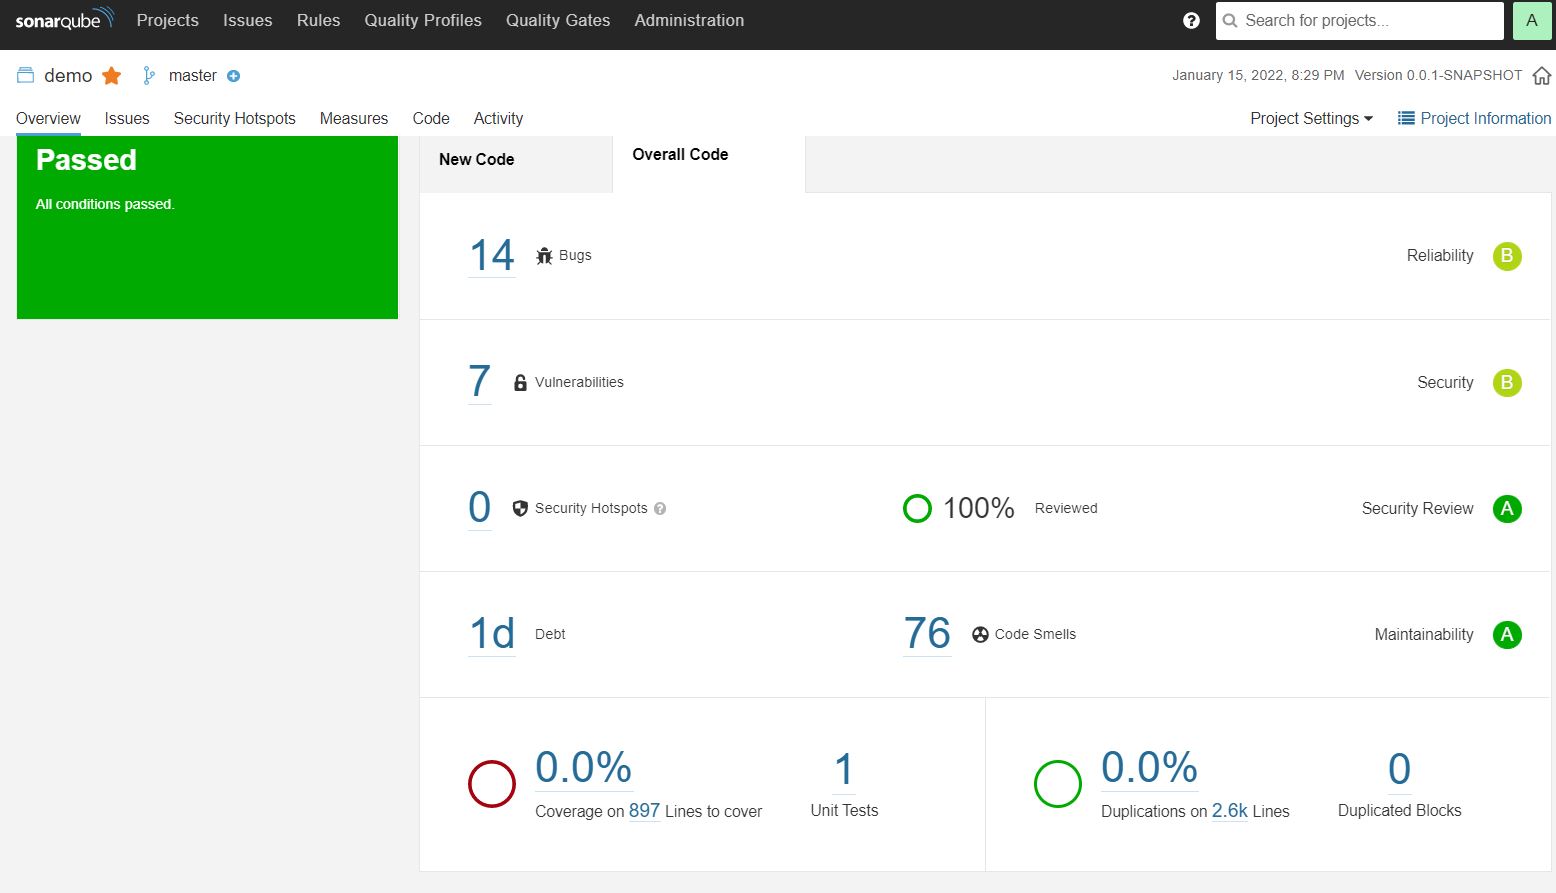 sonarqube Projects Issues Rules Quality Profiles Quality Gates Administration ? Search for projects... A
demo master January 15, 2022, 8:29 PM Version 0.0.1-SNAPSHOT
Overview Issues Security Hotspots Measures Code Activity Project Settings Project Information
Passed
All conditions passed.
New Code Overall Code
14 Bugs Reliability B
7 Vulnerabilities Security B
0 Security Hotspots ? 100% Reviewed Security Review A
1d Debt 76 Code Smells Maintainability A
0.0% 1 0.0% 0
Coverage on 897 Lines to cover Unit Tests Duplications on 2.6k Lines Duplicated Blocks